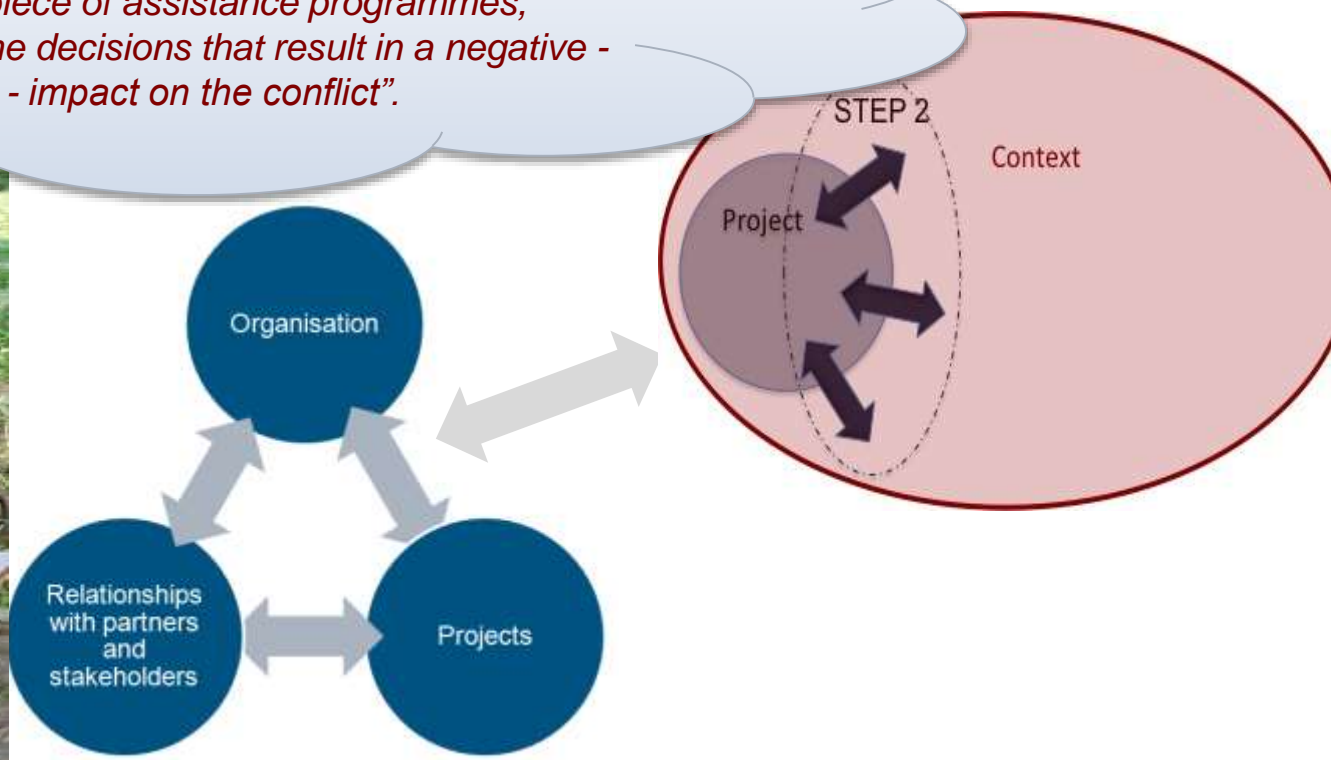 piece of assistance programmes,
he decisions that result in a negative -
- impact on the conflict”.
STEP 2
Context
Project
Organisation
Relationships
with partners
and
stakeholders
Projects